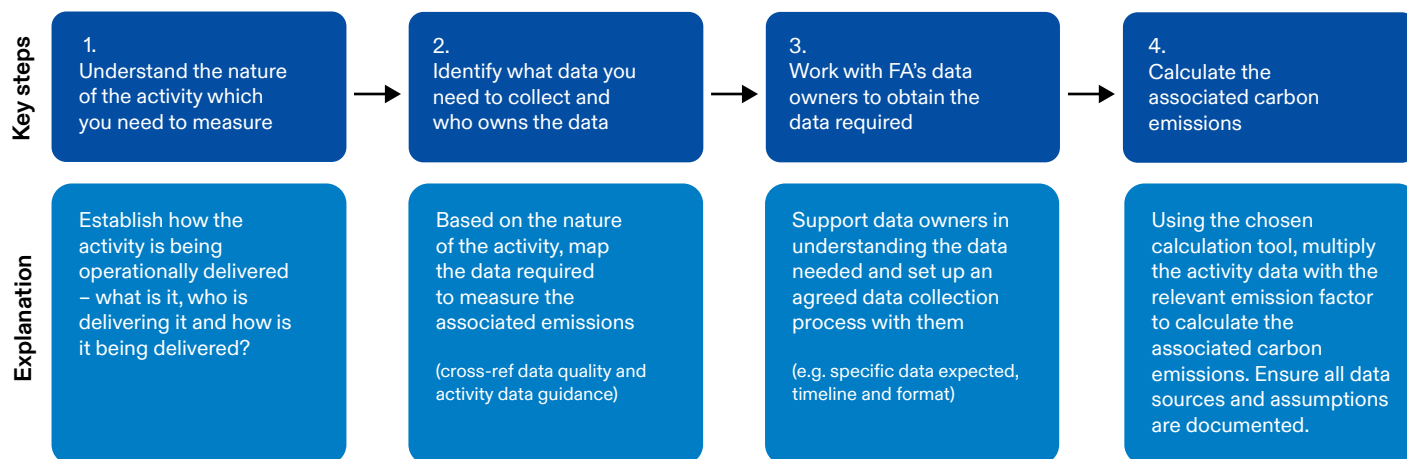 Key steps
1.
Understand the nature
of the activity which
you need to measure
2.
Identify what data you
need to collect and
who owns the data
3.
Work with FA’s data
owners to obtain the
data required
4.
Calculate the
associated carbon
emissions
Explanation
Establish how the
activity is being
operationally delivered
– what is it, who is
delivering it and how is
it being delivered?
Based on the nature
of the activity, map
the data required
to measure the
associated emissions
(cross-ref data quality and
activity data guidance)
Support data owners in
understanding the data
needed and set up an
agreed data collection
process with them
(e.g. specific data expected,
timeline and format)
Using the chosen
calculation tool, multiply
the activity data with the
relevant emission factor
to calculate the
associated carbon
emissions. Ensure all data
sources and assumptions
are documented.